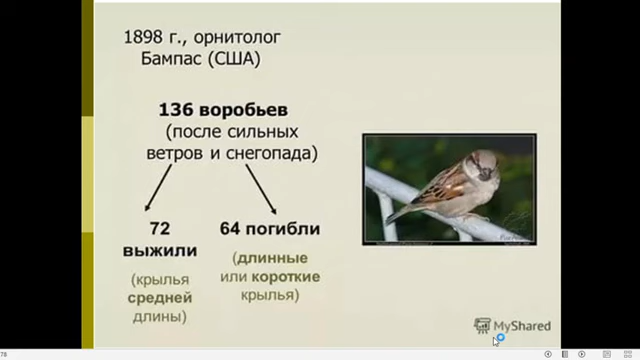 1898 г., орнитолог
Бампас (США)
136 воробьев
(после сильных
ветров и снегопада)
72
выжили
(крылья
средней
длины)
64 погибли
(длинные
или короткие
крылья)
MyShared
78